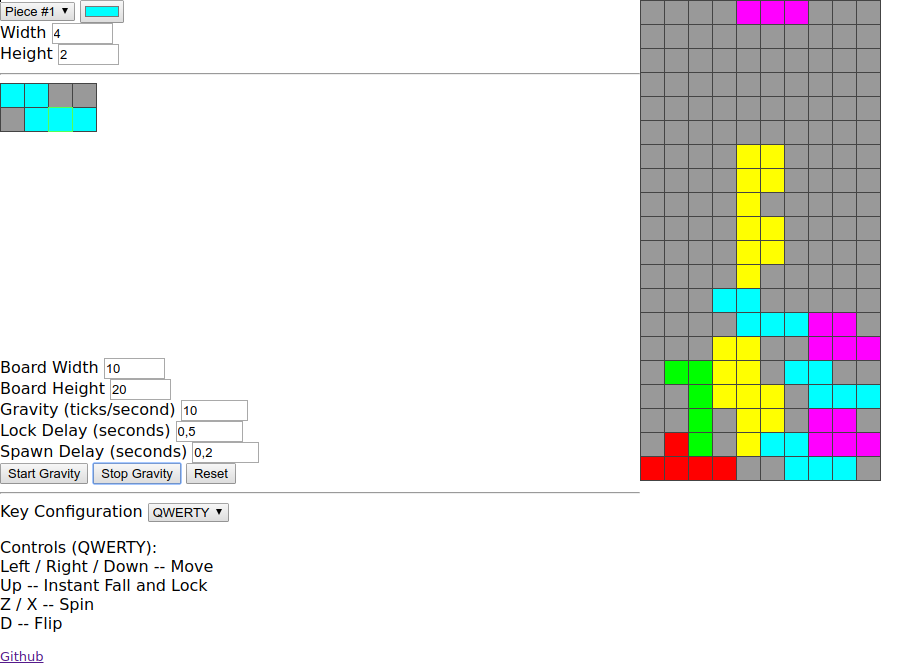 Piece #1
Width 4
Height 2
Board Width 10
Board Height 20
Gravity (ticks/second) 10
Lock Delay (seconds) 0,5
Spawn Delay (seconds) 0,2
Start Gravity Stop Gravity Reset
Key Configuration QWERTY
Controls (QWERTY):
Left / Right / Down -- Move
Up -- Instant Fall and Lock
Z / X -- Spin
D -- Flip
Github